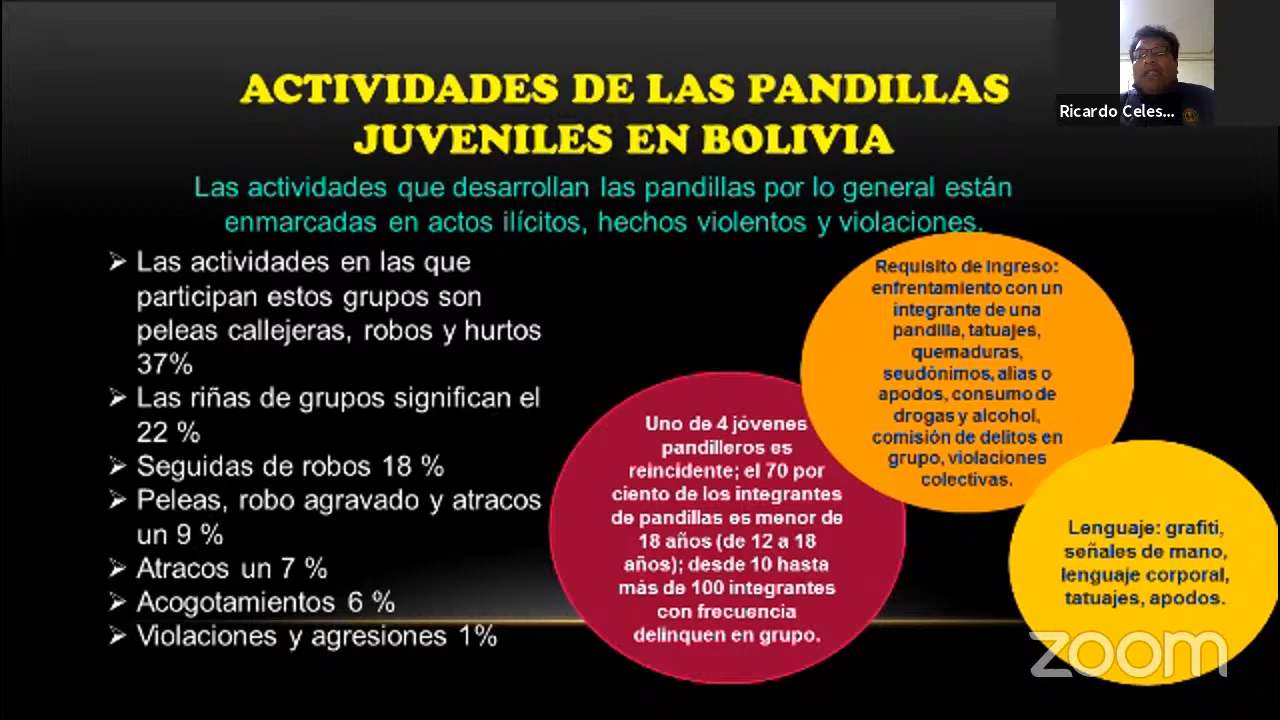 ACTIVIDADES DE LAS PANDILLAS
JUVENILES EN BOLIVIA
Las actividades que desarrollan las pandillas por lo general están
enmarcadas en actos ilícitos, hechos violentos y violaciones.
➢ Las actividades en las que
participan estos grupos son
peleas callejeras, robos y hurtos
37%
➢ Las riñas de grupos significan el
22 %
➢ Seguidas de robos 18 %
➢ Peleas, robo agravado y atracos
un 9 %
➢ Atracos un 7 %
➢ Acogotamientos 6 %
➢ Violaciones y agresiones 1%
Uno de 4 jóvenes
pandilleros es
reincidente; el 70 por
ciento de los integrantes
de pandillas es menor de
18 años (de 12 a 18
años); desde 10 hasta
más de 100 integrantes
con frecuencia
delinquen en grupo.
Requisito de ingreso:
enfrentamiento con un
integrante de una
pandilla, tatuajes,
quemaduras,
seudónimos, alias o
apodos, consumo de
drogas y alcohol,
comisión de delitos en
grupo, violaciones
colectivas.
Lenguaje: grafiti,
señales de mano,
lenguaje corporal,
tatuajes, apodos.
Ricardo Celes...
zoom